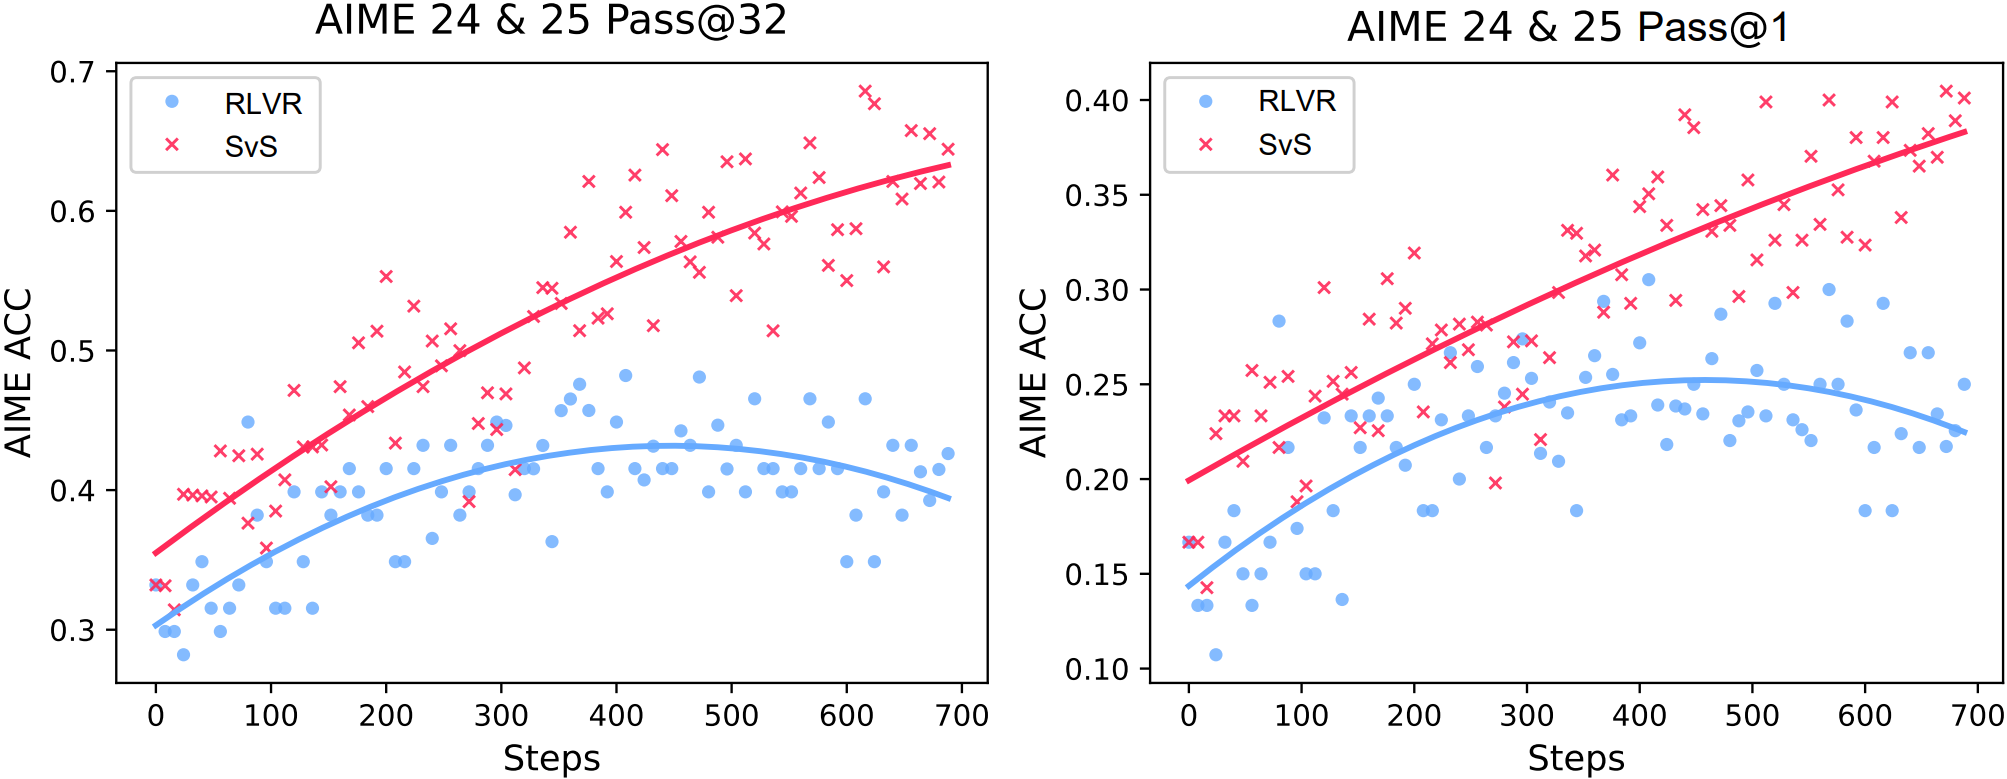 AIME 24 & 25 Pass@32
RLVR
SvS
AIME ACC
0.7
0.6
0.5
0.4
0.3
0 100 200 300 400 500 600 700
Steps
AIME 24 & 25 Pass@1
RLVR
SvS
AIME ACC
0.40
0.35
0.30
0.25
0.20
0.15
0.10
0 100 200 300 400 500 600 700
Steps